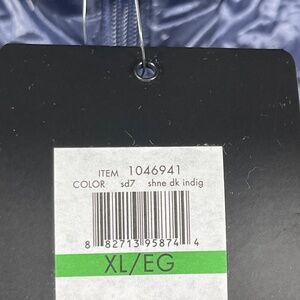 ITEM 1046941
COLOR sd7 shne dk indig
8 82713 95874 4
XL/EG